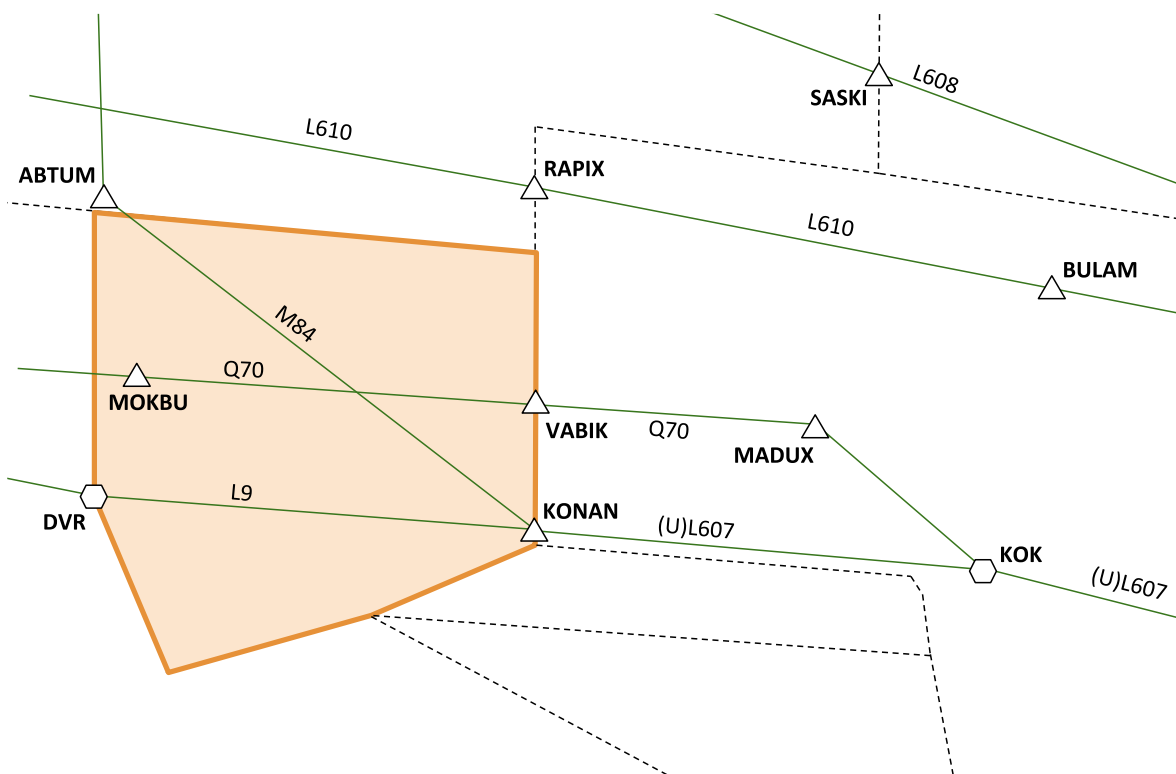 L608
SASKI
L610
ABTUM
RAPIX
L610
BULAM
M84
Q70
MOKBU
VABIK
Q70
MADUX
L9
DVR
KONAN
(U)L607
KOK
(U)L607